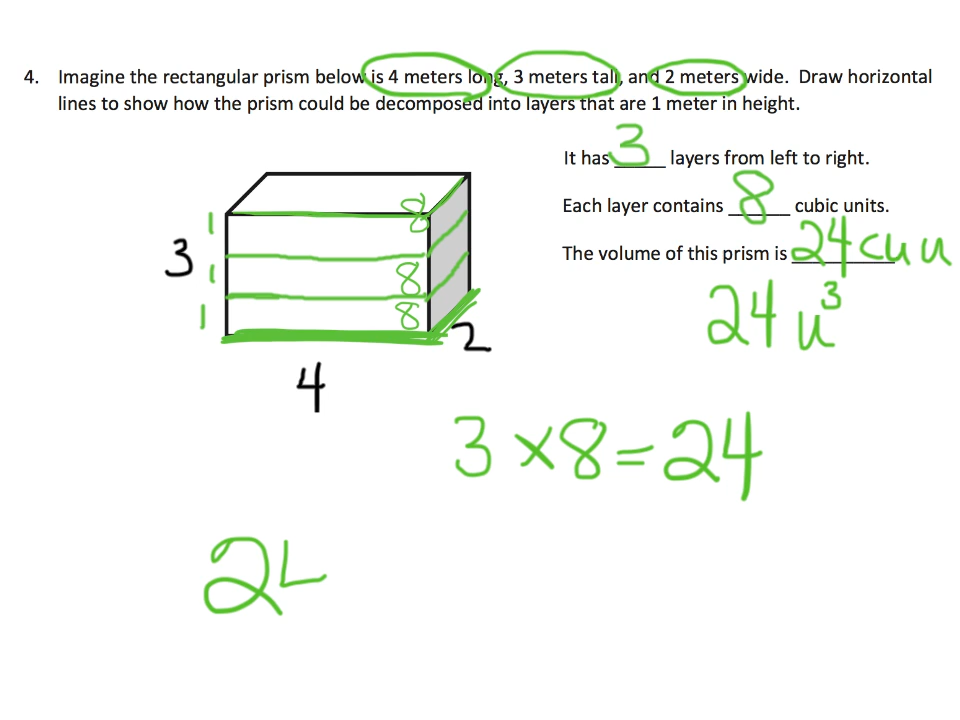 4. Imagine the rectangular prism below is 4 meters long, 3 meters tall, and 2 meters wide. Draw horizontal
lines to show how the prism could be decomposed into layers that are 1 meter in height.
It has 3 layers from left to right.
Each layer contains 8 cubic units.
The volume of this prism is 24 cu u
24 u³
8
1
3
1
8
1
8
2
4
3 × 8 = 24
24